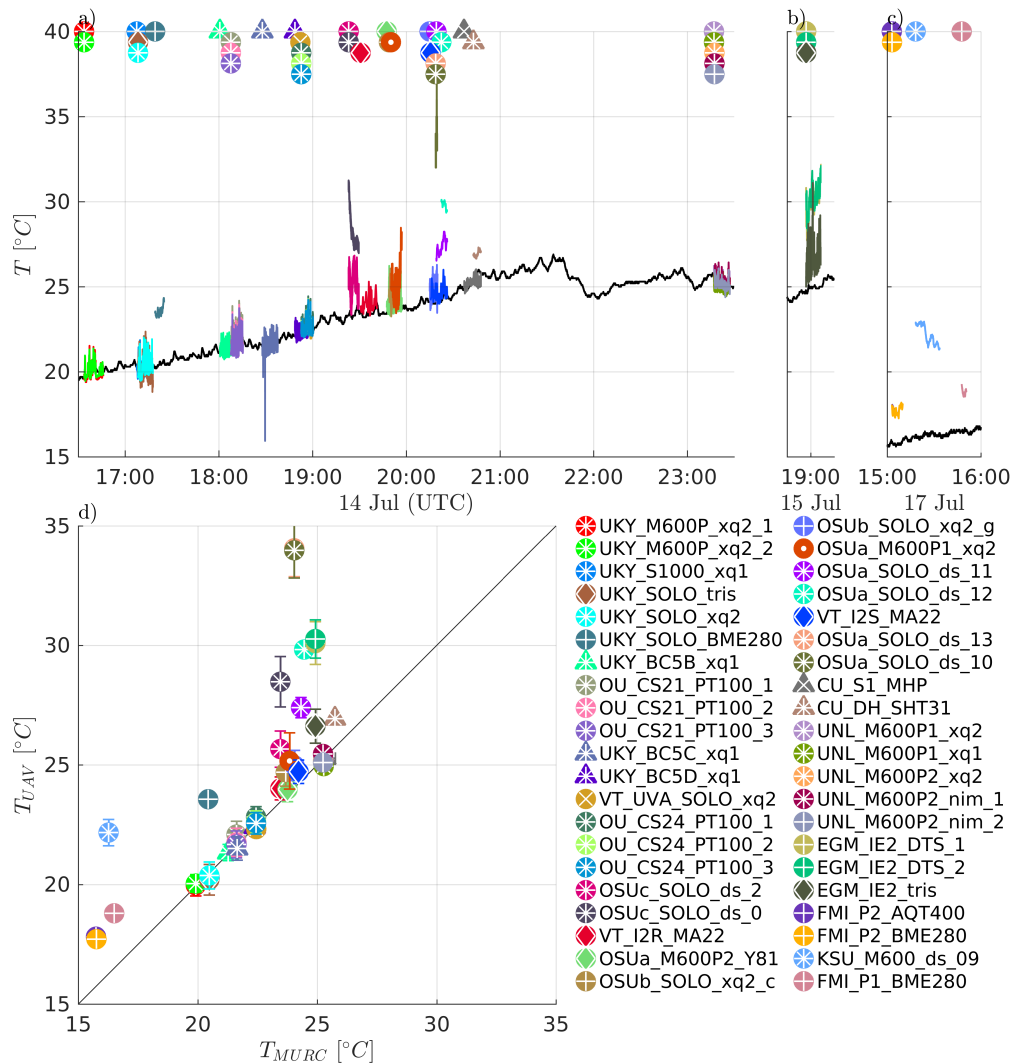 a)
b)
c)
40
35
30
25
20
15
T [°C]
17:00
18:00
19:00
20:00
21:00
22:00
23:00
19:00
15:00
16:00
14 Jul (UTC)
15 Jul
17 Jul
d)
35
30
25
20
15
T_UAV [°C]
15
20
25
30
35
T_MURC [°C]
UKY_M600P_xq2_1
UKY_M600P_xq2_2
UKY_S1000_xq1
UKY_SOLO_tris
UKY_SOLO_xq2
UKY_SOLO_BME280
UKY_BC5B_xq1
OU_CS21_PT100_1
OU_CS21_PT100_2
OU_CS21_PT100_3
UKY_BC5C_xq1
UKY_BC5D_xq1
VT_UVA_SOLO_xq2
OU_CS24_PT100_1
OU_CS24_PT100_2
OU_CS24_PT100_3
OSUc_SOLO_ds_2
OSUc_SOLO_ds_0
VT_I2R_MA22
OSUa_M600P2_Y81
OSUb_SOLO_xq2_c
OSUb_SOLO_xq2_g
OSUa_M600P1_xq2
OSUa_SOLO_ds_11
OSUa_SOLO_ds_12
VT_I2S_MA22
OSUa_SOLO_ds_13
OSUa_SOLO_ds_10
CU_S1_MHP
CU_DH_SHT31
UNL_M600P1_xq2
UNL_M600P1_xq1
UNL_M600P2_xq2
UNL_M600P2_nim_1
UNL_M600P2_nim_2
EGM_IE2_DTS_1
EGM_IE2_DTS_2
EGM_IE2_tris
FMI_P2_AQT400
FMI_P2_BME280
KSU_M600_ds_09
FMI_P1_BME280